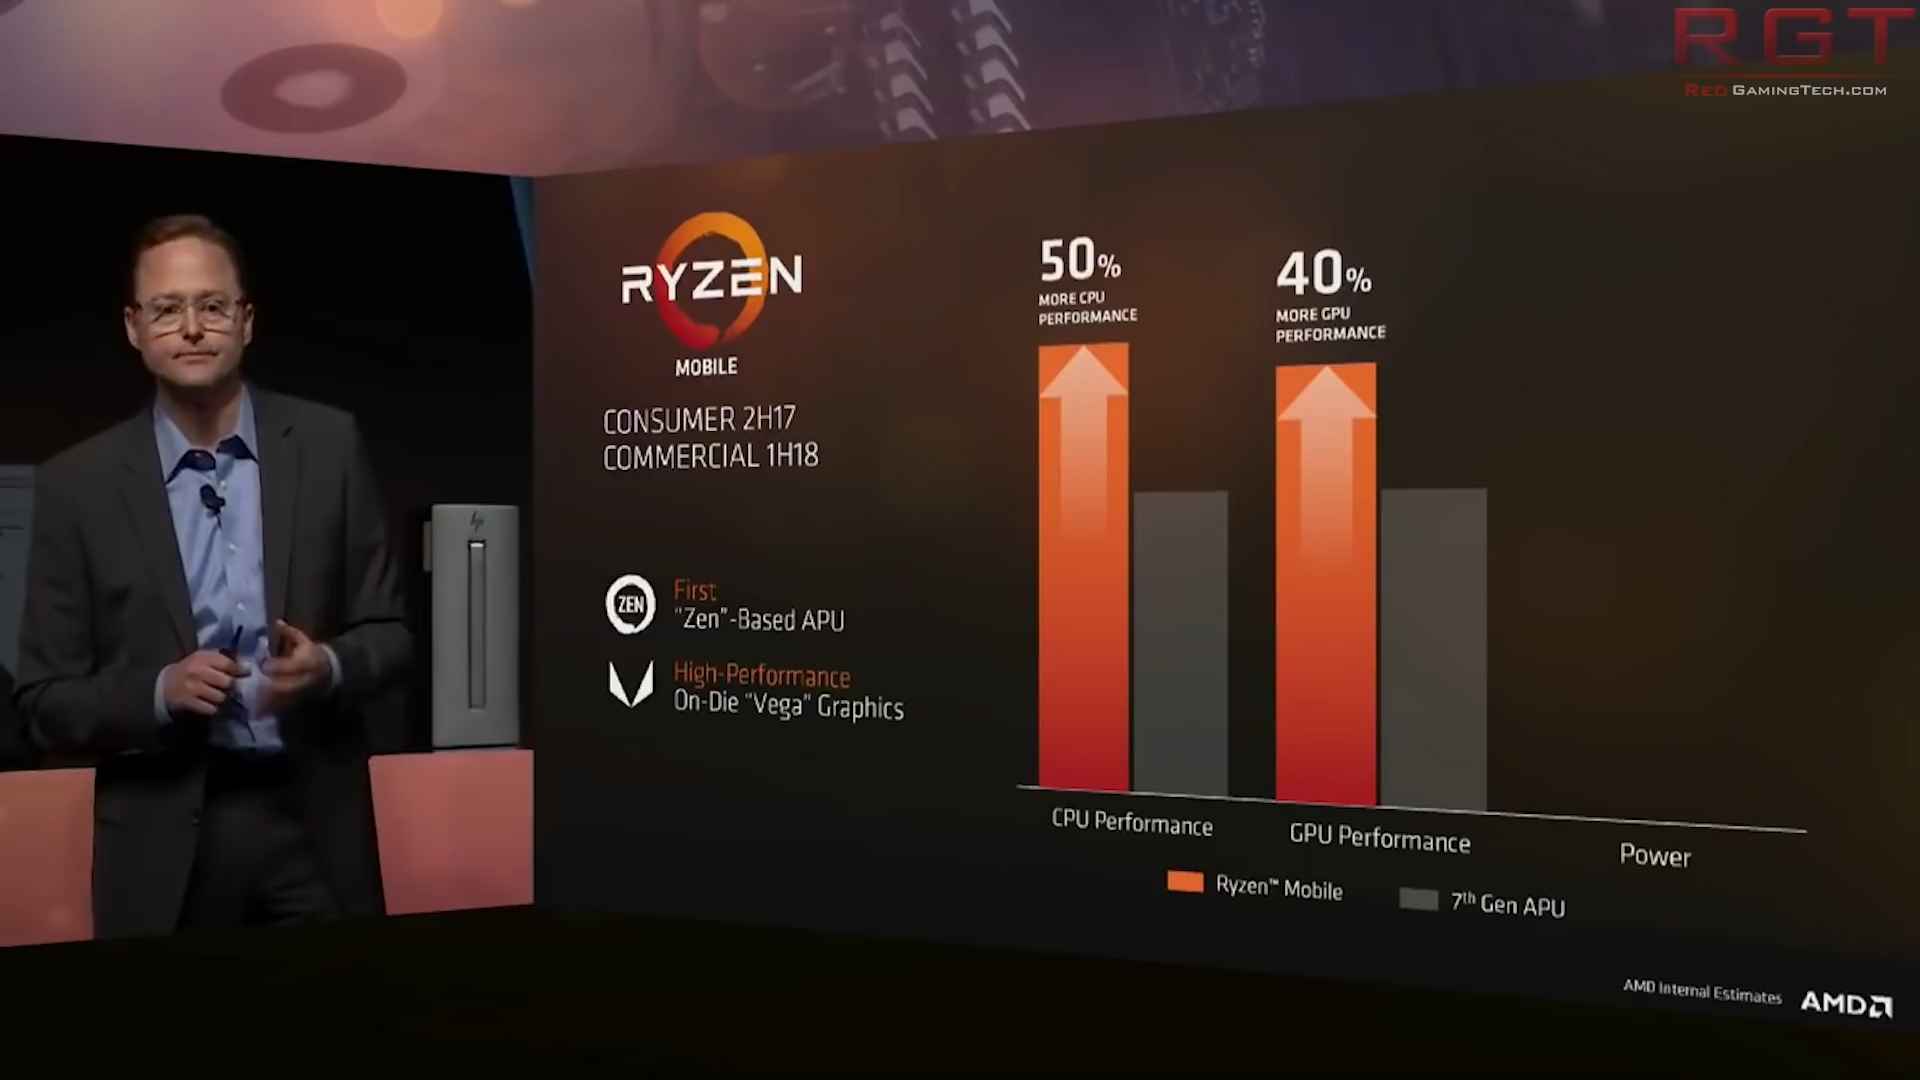 RGT
RED GAMINGTECH.COM
RYZEN
MOBILE
CONSUMER 2H17
COMMERCIAL 1H18
ZEN
First
"Zen"-Based APU
High-Performance
On-Die "Vega" Graphics
50%
MORE CPU
PERFORMANCE
40%
MORE GPU
PERFORMANCE
CPU Performance
GPU Performance
Power
Ryzen™ Mobile
7th Gen APU
AMD Internal Estimates
AMD
hp